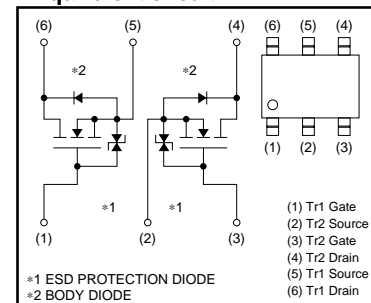 (6) (5) (4) (6) (5) (4)
∗2 ∗2
(1) (2) (3)
∗1 ∗1
(1) (2) (3)
(1) Tr1 Gate
(2) Tr2 Source
(3) Tr2 Gate
(4) Tr2 Drain
(5) Tr1 Source
(6) Tr1 Drain
∗1 ESD PROTECTION DIODE
∗2 BODY DIODE